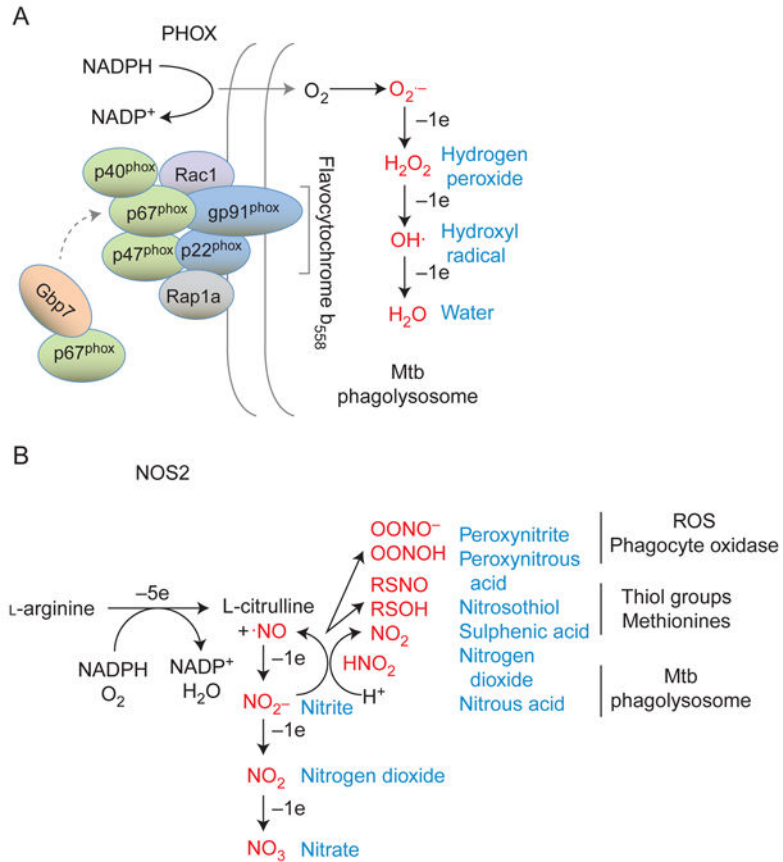 A
PHOX
NADPH
NADP⁺
O₂
O₂·−
–1e
H₂O₂ Hydrogen
peroxide
–1e
OH· Hydroxyl
radical
–1e
H₂O Water
p40ᵖʰᵒˣ
Rac1
p67ᵖʰᵒˣ
gp91ᵖʰᵒˣ
p47ᵖʰᵒˣ
p22ᵖʰᵒˣ
Rap1a
Gbp7
p67ᵖʰᵒˣ
Flavocytochrome b₅₅₈
Mtb
phagolysosome
B
NOS2
L-arginine
–5e
L-citrulline
+·NO
NADPH
O₂
NADP⁺
H₂O
–1e
NO₂– Nitrite
–1e
NO₂ Nitrogen dioxide
–1e
NO₃ Nitrate
H⁺
OONO⁻
OONOH
RSNO
RSOH
NO₂
HNO₂
Peroxynitrite
Peroxynitrous
acid
Nitrosothiol
Sulphenic acid
Nitrogen
dioxide
Nitrous acid
ROS
Phagocyte oxidase
Thiol groups
Methionines
Mtb
phagolysosome